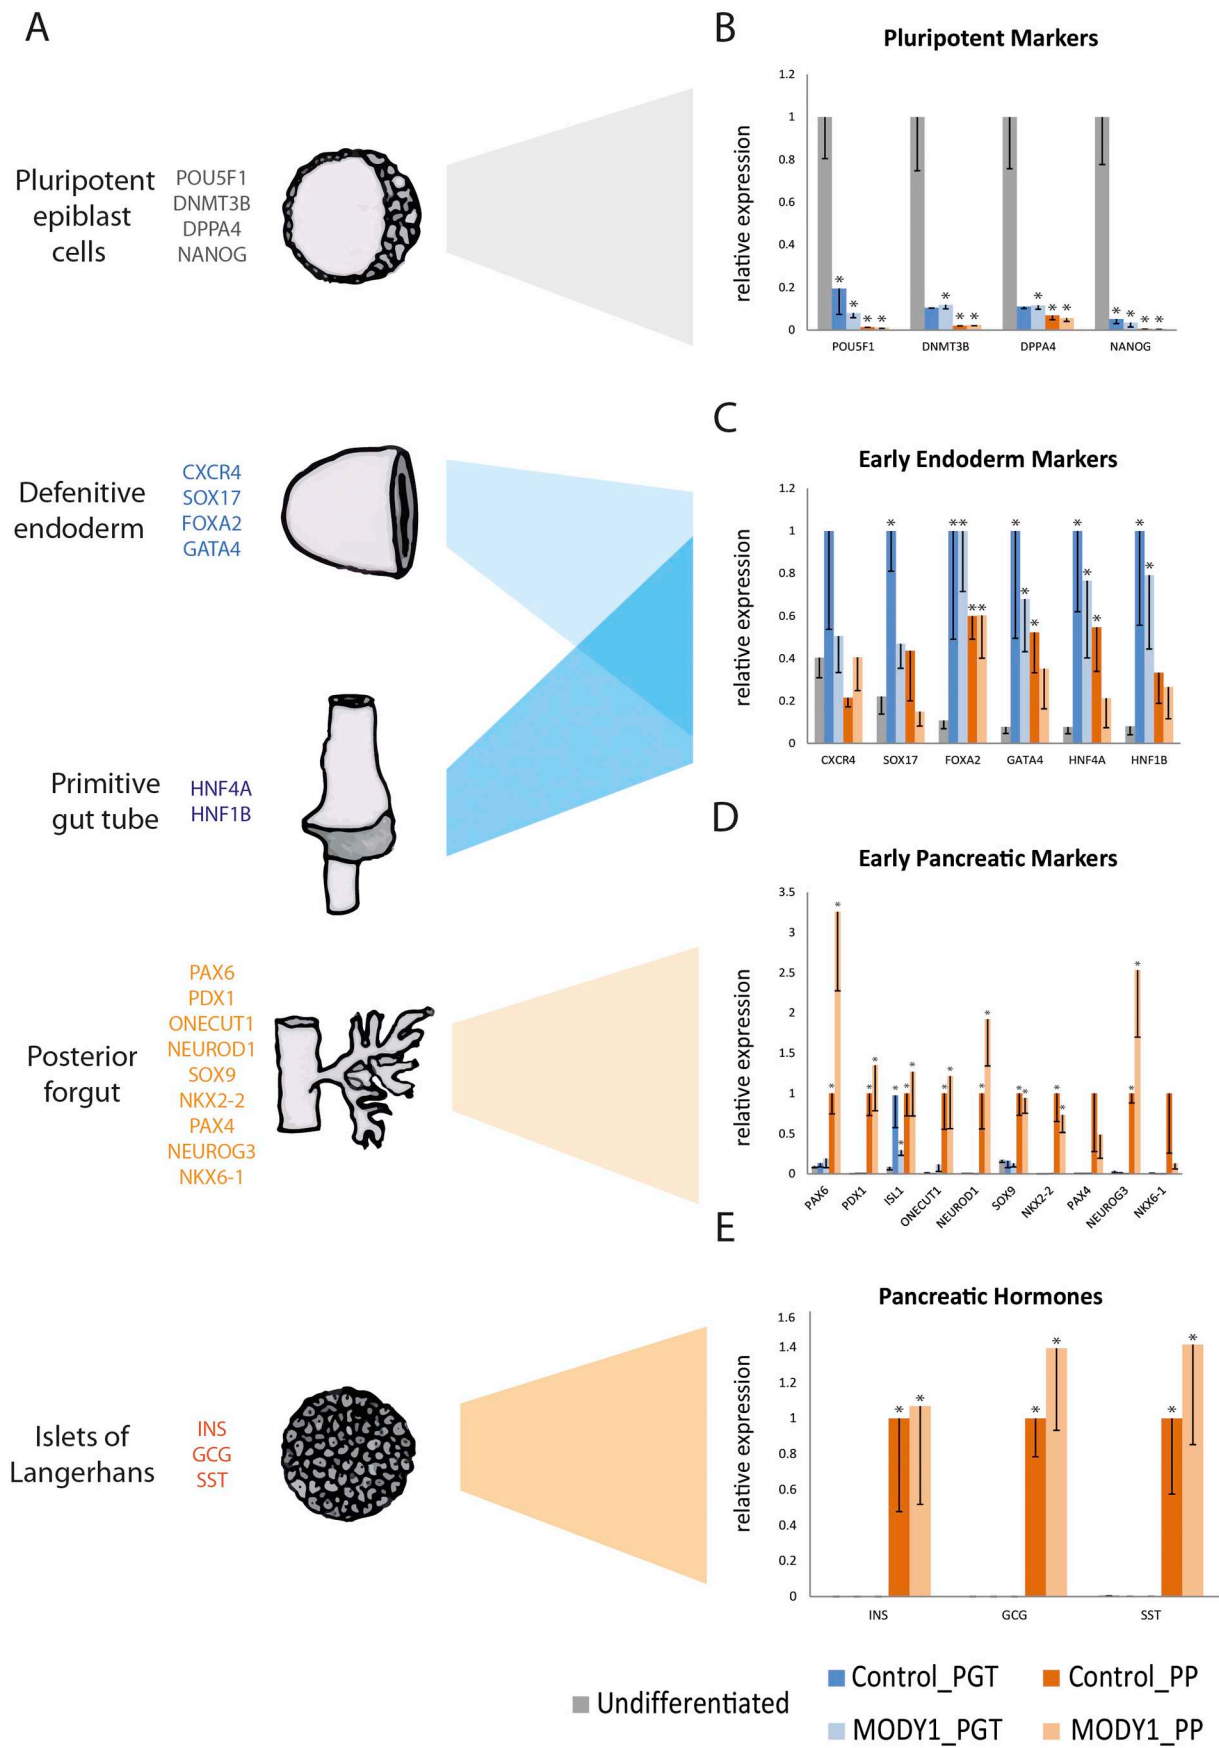 A
Pluripotent
epiblast
cells
POU5F1
DNMT3B
DPPA4
NANOG
Defenitive
endoderm
CXCR4
SOX17
FOXA2
GATA4
Primitive
gut tube
HNF4A
HNF1B
Posterior
forgut
PAX6
PDX1
ONECUT1
NEUROD1
SOX9
NKX2-2
PAX4
NEUROG3
NKX6-1
Islets of
Langerhans
INS
GCG
SST
B
Pluripotent Markers
relative expression
1.2
1
0.8
0.6
0.4
0.2
0
* * * * * * * * * * * * * *
POU5F1 DNMT3B DPPA4 NANOG
C
Early Endoderm Markers
relative expression
1.2
1
0.8
0.6
0.4
0.2
0
* * * * * * * * * * * * *
CXCR4 SOX17 FOXA2 GATA4 HNF4A HNF1B
D
Early Pancreatic Markers
relative expression
3.5
3
2.5
2
1.5
1
0.5
0
* * * * * * * * * * * * * * * * * *
PAX6 PDX1 ISL1 ONECUT1 NEUROD1 SOX9 NKX2-2 PAX4 NEUROG3 NKX6-1
E
Pancreatic Hormones
relative expression
1.6
1.4
1.2
1
0.8
0.6
0.4
0.2
0
* * * * * *
INS GCG SST
Undifferentiated
Control_PGT
Control_PP
MODY1_PGT
MODY1_PP